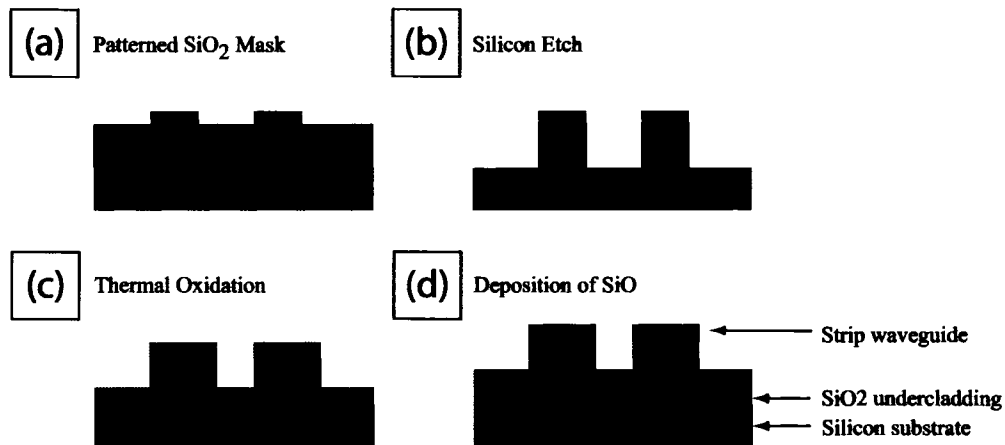 (a) Patterned SiO2 Mask
(b) Silicon Etch
(c) Thermal Oxidation
(d) Deposition of SiO
Strip waveguide
SiO2 undercladding
Silicon substrate